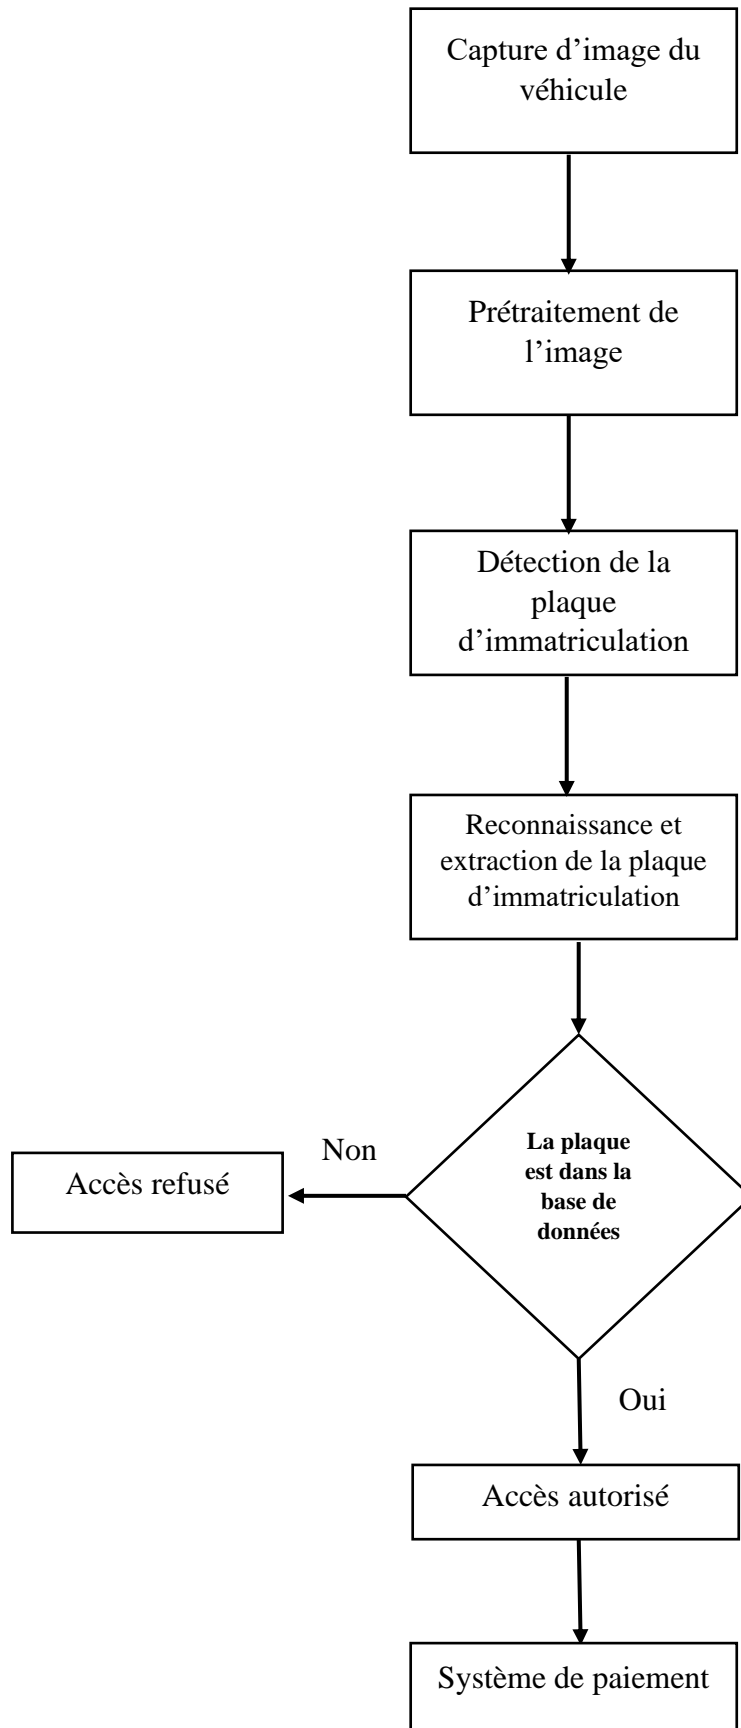 Capture d’image du
véhicule
Prétraitement de
l’image
Détection de la
plaque
d’immatriculation
Reconnaissance et
extraction de la plaque
d’immatriculation
La plaque
est dans la
base de
données
Non
Accès refusé
Oui
Accès autorisé
Système de paiement